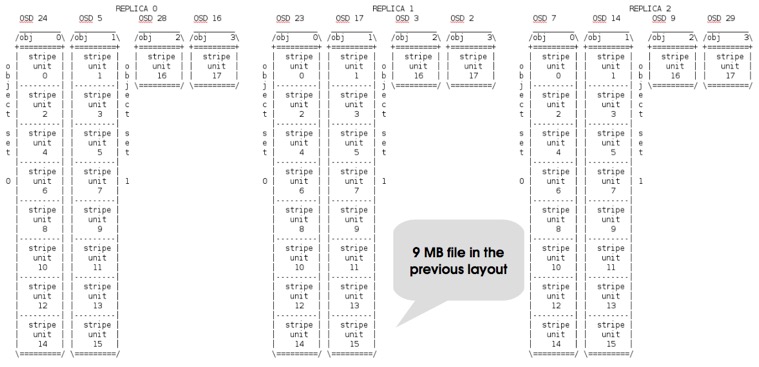 REPLICA 0
OSD 24 OSD 5 OSD 28 OSD 16
/obj 0\ /obj 1\ /obj 2\ /obj 3\
object set 0
stripe unit 0
stripe unit 1
stripe unit 2
stripe unit 3
stripe unit 4
stripe unit 5
stripe unit 6
stripe unit 7
stripe unit 8
stripe unit 9
stripe unit 10
stripe unit 11
stripe unit 12
stripe unit 13
stripe unit 14
stripe unit 15
object set 1
stripe unit 16
stripe unit 17
REPLICA 1
OSD 23 OSD 17 OSD 3 OSD 2
/obj 0\ /obj 1\ /obj 2\ /obj 3\
object set 0
stripe unit 0
stripe unit 1
stripe unit 2
stripe unit 3
stripe unit 4
stripe unit 5
stripe unit 6
stripe unit 7
stripe unit 8
stripe unit 9
stripe unit 10
stripe unit 11
stripe unit 12
stripe unit 13
stripe unit 14
stripe unit 15
object set 1
stripe unit 16
stripe unit 17
9 MB file in the
previous layout
REPLICA 2
OSD 7 OSD 14 OSD 9 OSD 29
/obj 0\ /obj 1\ /obj 2\ /obj 3\
object set 0
stripe unit 0
stripe unit 1
stripe unit 2
stripe unit 3
stripe unit 4
stripe unit 5
stripe unit 6
stripe unit 7
stripe unit 8
stripe unit 9
stripe unit 10
stripe unit 11
stripe unit 12
stripe unit 13
stripe unit 14
stripe unit 15
object set 1
stripe unit 16
stripe unit 17